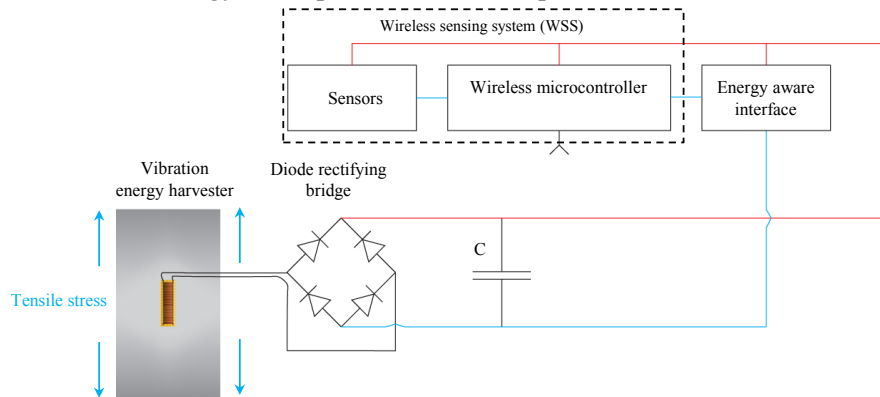 Wireless sensing system (WSS)
Sensors
Wireless microcontroller
Energy aware
interface
Vibration
energy harvester
Diode rectifying
bridge
C
Tensile stress